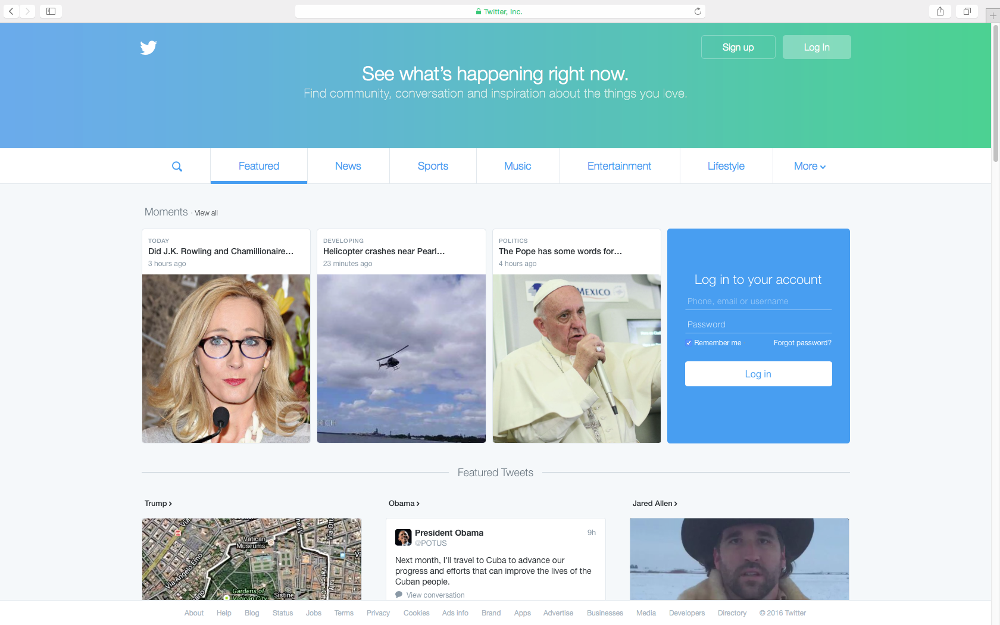 Twitter, Inc.
Sign up
Log In
See what's happening right now.
Find community, conversation and inspiration about the things you love.
Featured
News
Sports
Music
Entertainment
Lifestyle
More
Moments · View all
TODAY
Did J.K. Rowling and Chamillionaire...
3 hours ago
DEVELOPING
Helicopter crashes near Pearl...
23 minutes ago
POLITICS
The Pope has some words for...
4 hours ago
MEXICO
Log in to your account
Phone, email or username
Password
Remember me
Forgot password?
Log in
Featured Tweets
Trump
Obama
Jared Allen
Vatican
Museums
Via Angelo Emo
Gardens of
Vatican City
Sistine
President Obama
9h
@POTUS
Next month, I'll travel to Cuba to advance our
progress and efforts that can improve the lives of the
Cuban people.
View conversation
About
Help
Blog
Status
Jobs
Terms
Privacy
Cookies
Ads info
Brand
Apps
Advertise
Businesses
Media
Developers
Directory
© 2016 Twitter